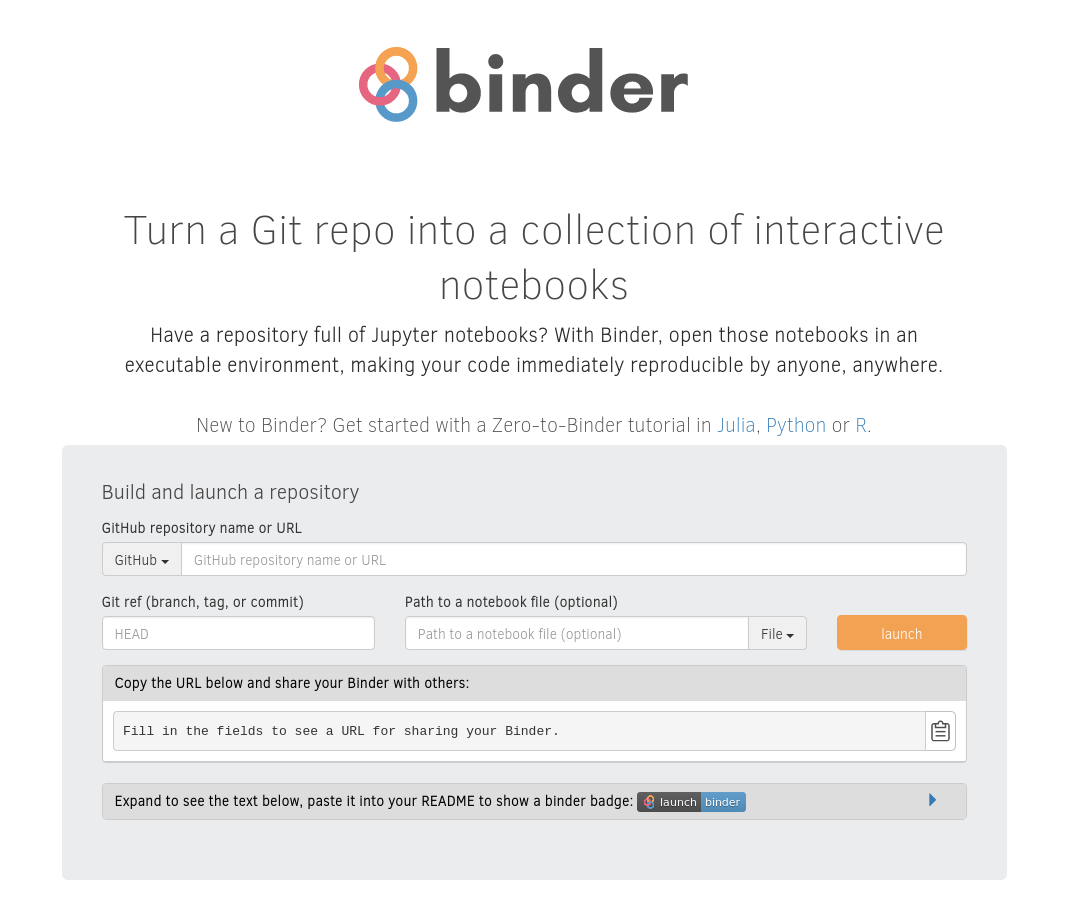 binder
Turn a Git repo into a collection of interactive
notebooks
Have a repository full of Jupyter notebooks? With Binder, open those notebooks in an
executable environment, making your code immediately reproducible by anyone, anywhere.
New to Binder? Get started with a Zero-to-Binder tutorial in Julia, Python or R.
Build and launch a repository
GitHub repository name or URL
GitHub GitHub repository name or URL
Git ref (branch, tag, or commit) Path to a notebook file (optional)
HEAD Path to a notebook file (optional) File launch
Copy the URL below and share your Binder with others:
Fill in the fields to see a URL for sharing your Binder.
Expand to see the text below, paste it into your README to show a binder badge: launch binder